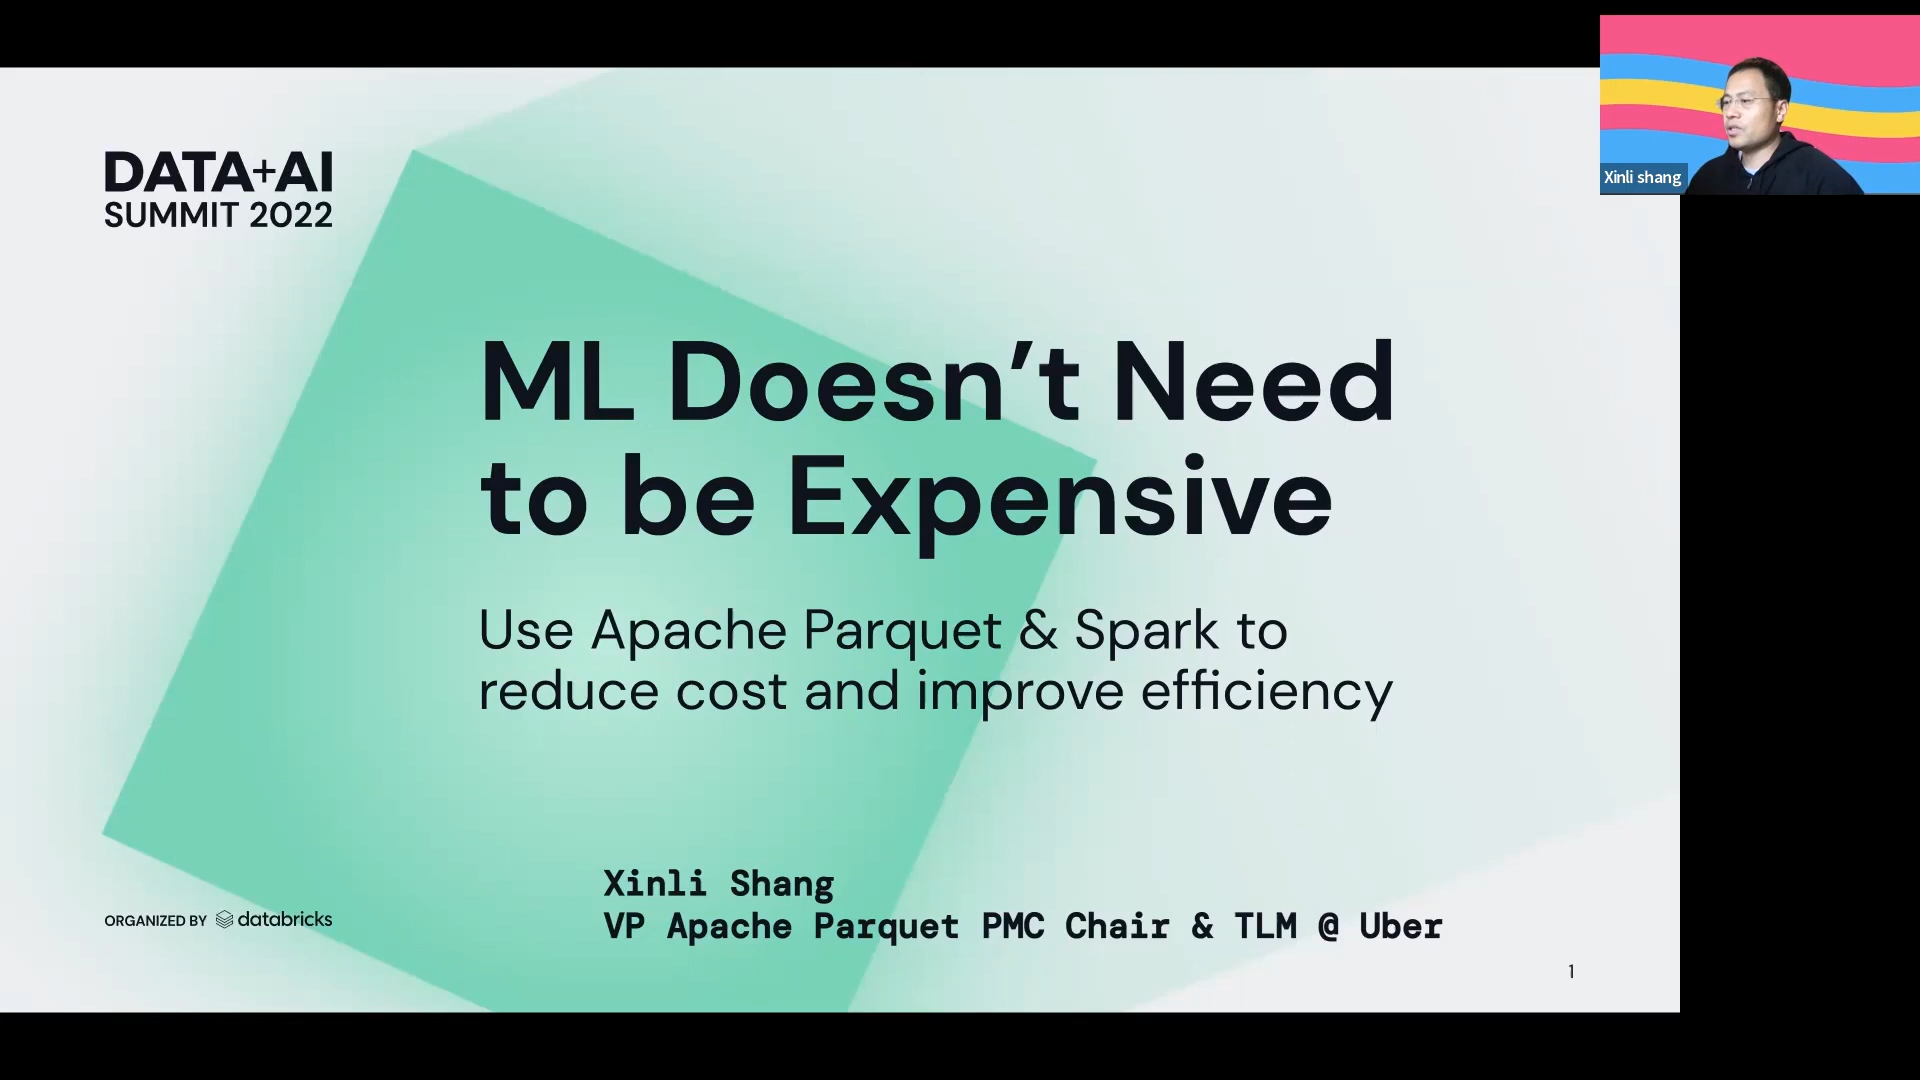 DATA+AI
SUMMIT 2022
Xinli shang
ML Doesn’t Need
to be Expensive
Use Apache Parquet & Spark to
reduce cost and improve efficiency
Xinli Shang
VP Apache Parquet PMC Chair & TLM @ Uber
ORGANIZED BY databricks
1